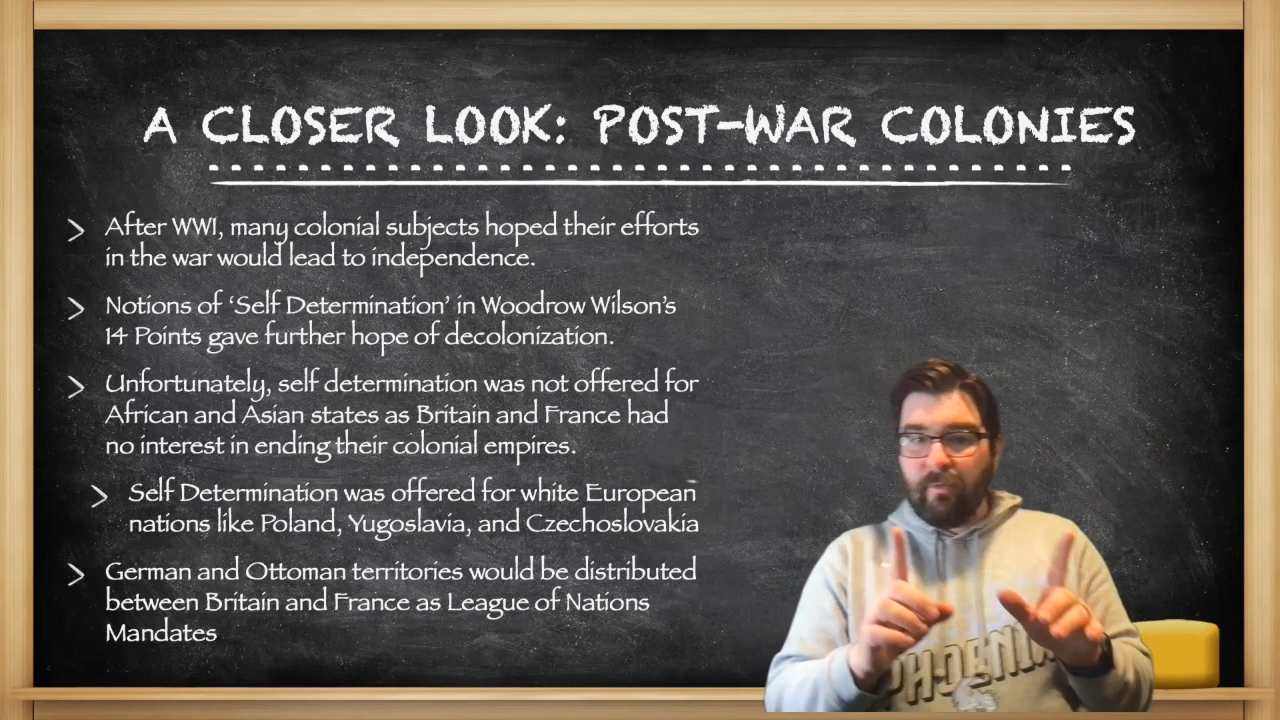 A CLOSER LOOK: POST-WAR COLONIES
After WWI, many colonial subjects hoped their efforts
in the war would lead to independence.
Notions of ‘Self Determination’ in Woodrow Wilson’s
14 Points gave further hope of decolonization.
Unfortunately, self determination was not offered for
African and Asian states as Britain and France had
no interest in ending their colonial empires.
Self Determination was offered for white European
nations like Poland, Yugoslavia, and Czechoslovakia
German and Ottoman territories would be distributed
between Britain and France as League of Nations
Mandates
PHOENIX